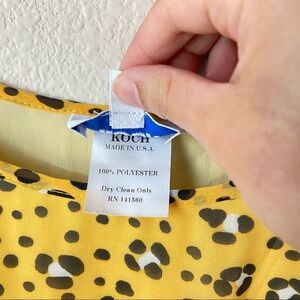 KOCH
MADE IN U.S.A.
100% POLYESTER
Dry Clean Only
RN 141560